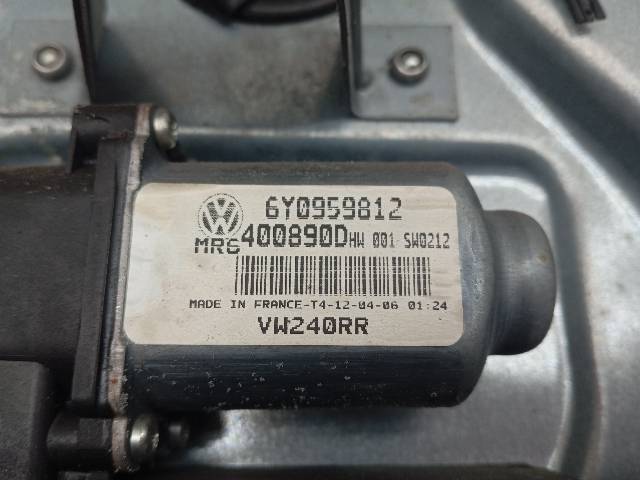 6Y0959812
MR6 400890D HW 001 SW0212
MADE IN FRANCE-T4-12-04-06 01:24
VW240RR